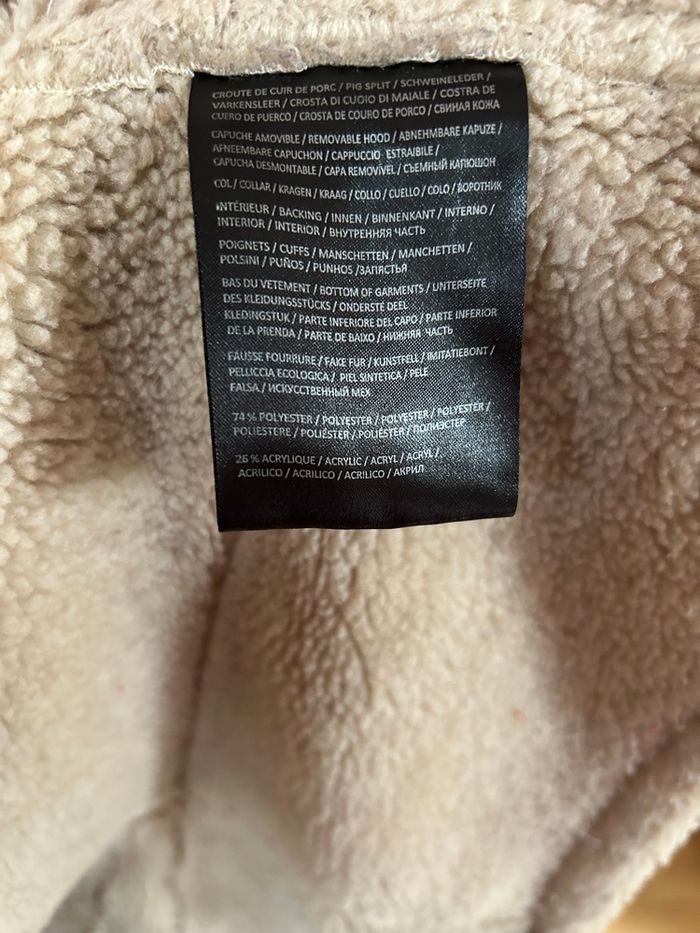 CROUTE DE CUIR DE PORC / PIG SPLIT / SCHWEINELEDER /
VARKENSLEER / CROSTA DI CUOIO DI MAIALE / COSTRA DE
CUERO DE PUERCO / CROSTA DE COURO DE PORCO / СВИНАЯ КОЖА
CAPUCHE AMOVIBLE / REMOVABLE HOOD / ABNEHMBARE KAPUZE /
AFNEEMBARE CAPUCHON / CAPPUCCIO ESTRAIBILE /
CAPUCHA DESMONTABLE / CAPA REMOVÍVEL / СЪЕМНЫЙ КАПЮШОН
COL / COLLAR / KRAGEN / KRAAG / COLLO / CUELLO / COLO / ВОРОТНИК
INTÉRIEUR / BACKING / INNEN / BINNENKANT / INTERNO /
INTERIOR / INTERIOR / ВНУТРЕННЯЯ ЧАСТЬ
POIGNETS / CUFFS / MANSCHETTEN / MANCHETTEN /
POLSINI / PUÑOS / PUNHOS /ЗАПЯСТЬЯ
BAS DU VETEMENT / BOTTOM OF GARMENTS / UNTERSEITE
DES KLEIDUNGSSTÜCKS / ONDERSTE DEEL
KLEDINGSTUK / PARTE INFERIORE DEL CAPO / PARTE INFERIOR
DE LA PRENDA / PARTE DE BAIXO / НИЖНЯЯ ЧАСТЬ
FAUSSE FOURRURE / FAKE FUR / KUNSTFELL / IMITATIEBONT /
PELLICCIA ECOLOGICA / PIEL SINTETICA / PELE
FALSA / ИСКУССТВЕННЫЙ МЕХ
74 % POLYESTER / POLYESTER / POLYESTER / POLYESTER /
POLIESTERE / POLIÉSTER / POLIÉSTER / ПОЛИЭСТЕР
26 % ACRYLIQUE / ACRYLIC / ACRYL / ACRYL /
ACRILICO / ACRILICO / ACRILICO / АКРИЛ